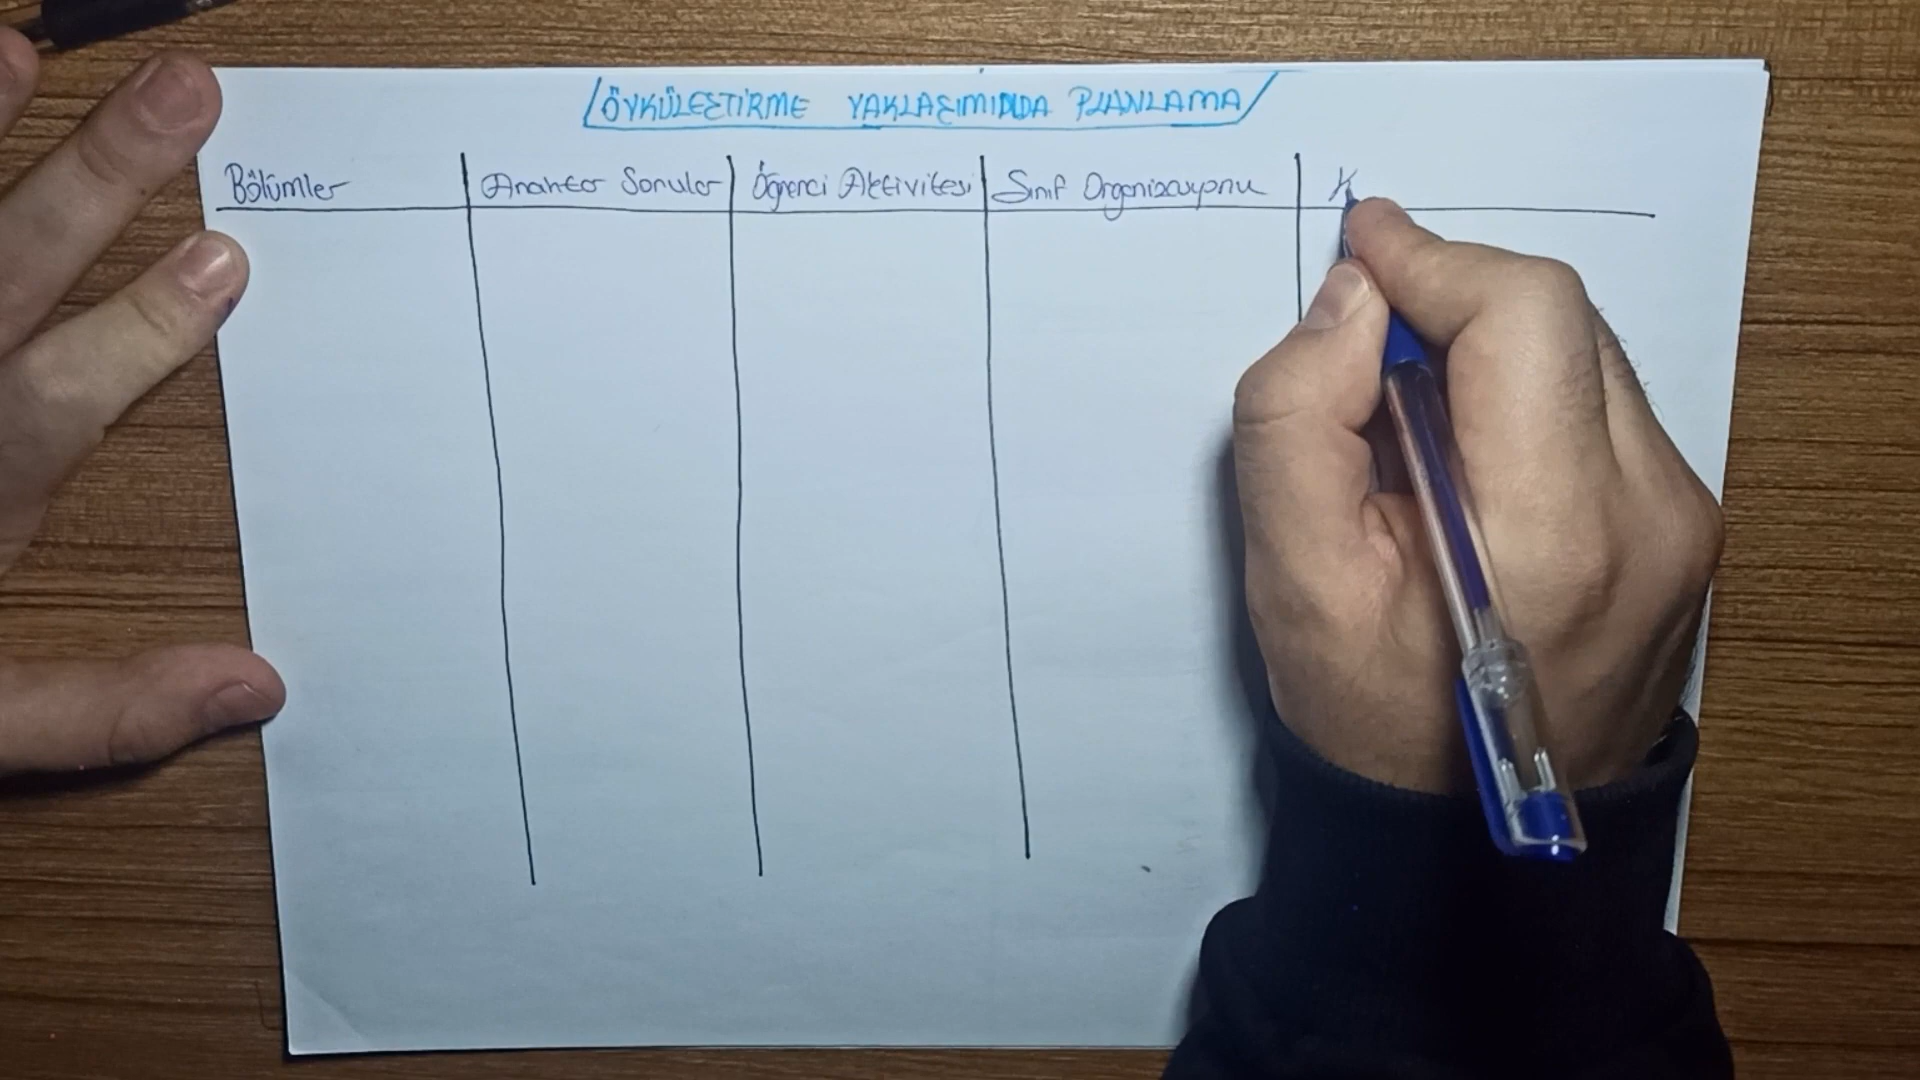 ÖYKÜLEŞTİRME YAKLAŞIMINDA PLANLAMA
Bölümler Anahtar Sorular Öğrenci Aktivitesi Sınıf Organizasyonu K